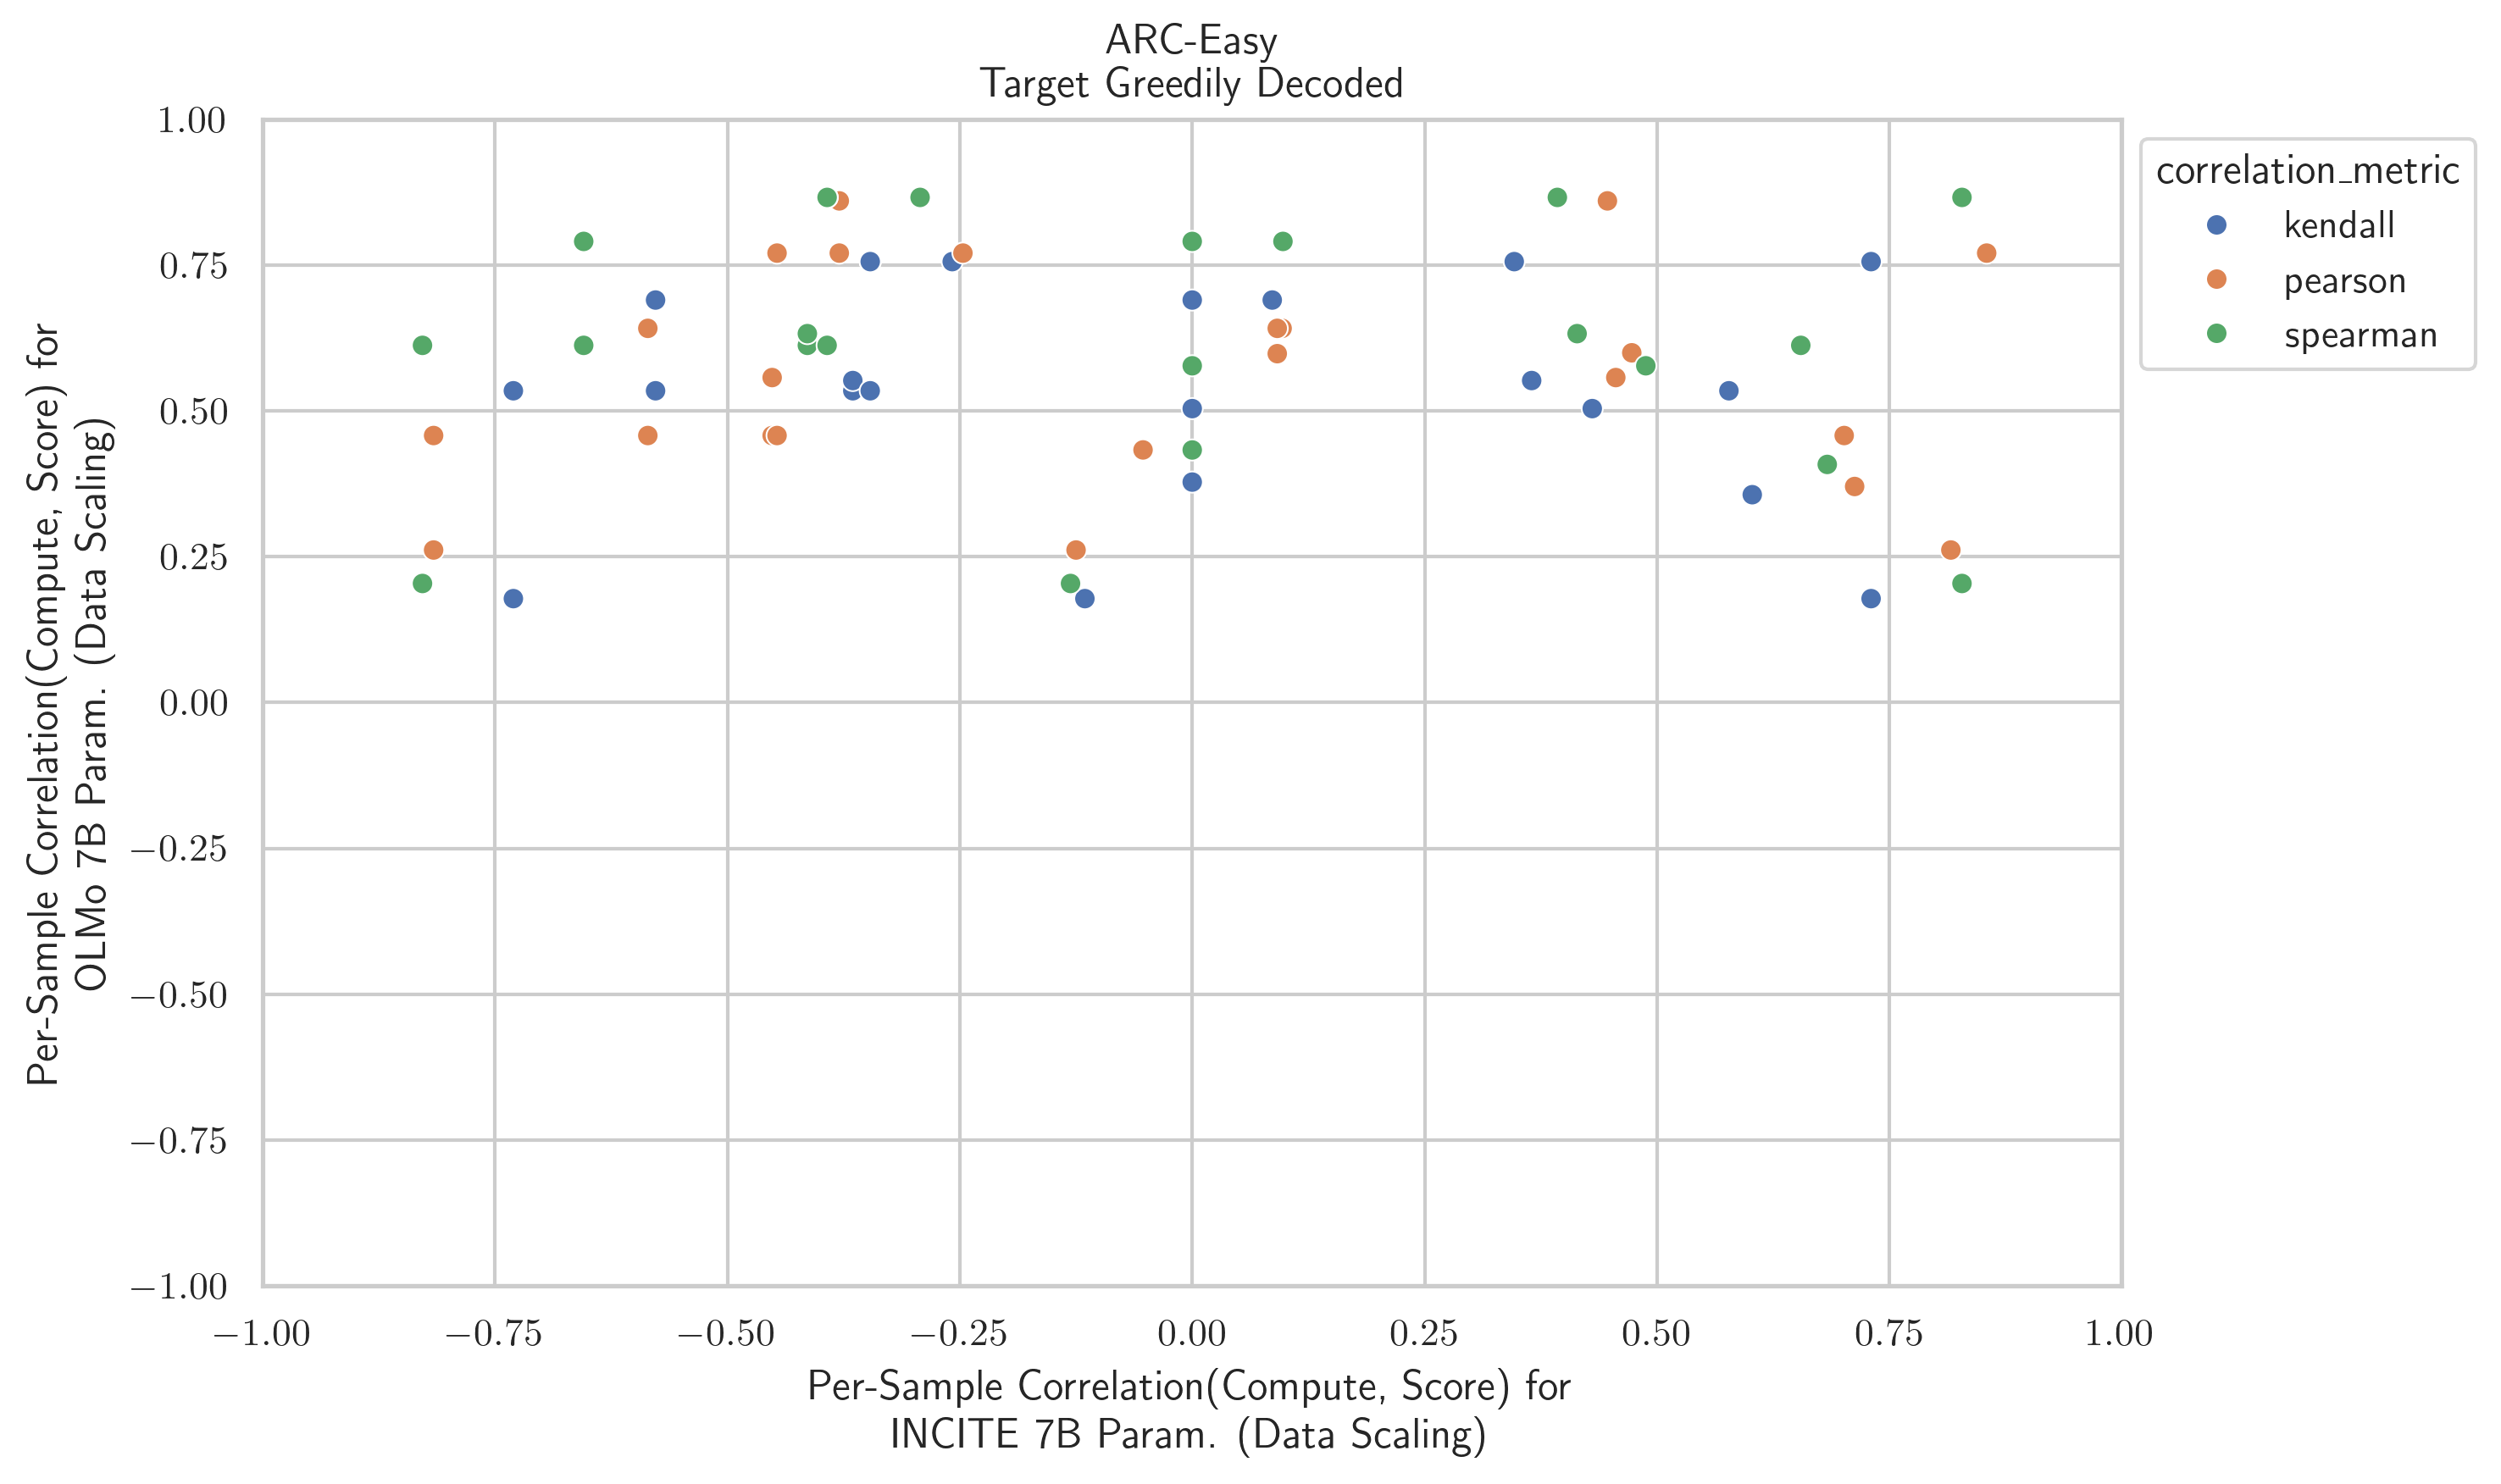 ARC-Easy
Target Greedily Decoded
Per-Sample Correlation(Compute, Score) for
OLMo 7B Param. (Data Scaling)
1.00
0.75
0.50
0.25
0.00
−0.25
−0.50
−0.75
−1.00
−1.00 −0.75 −0.50 −0.25 0.00 0.25 0.50 0.75 1.00
Per-Sample Correlation(Compute, Score) for
INCITE 7B Param. (Data Scaling)
correlation_metric
kendall
pearson
spearman